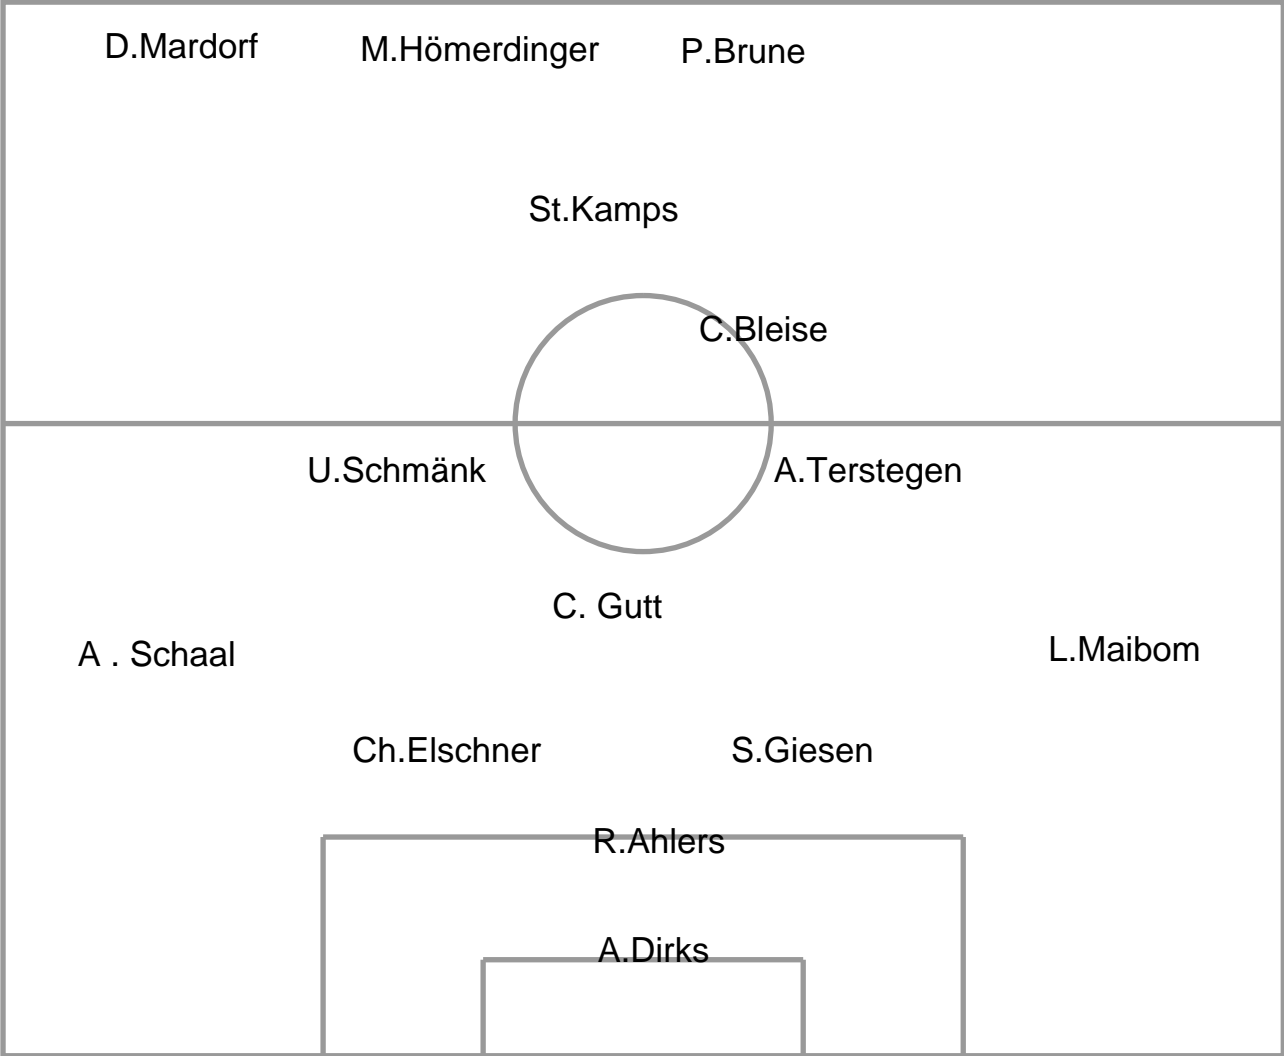 D.Mardorf
M.Hömerdinger
P.Brune
St.Kamps
C.Bleise
U.Schmänk
A.Terstegen
C. Gutt
A . Schaal
L.Maibom
Ch.Elschner
S.Giesen
R.Ahlers
A.Dirks